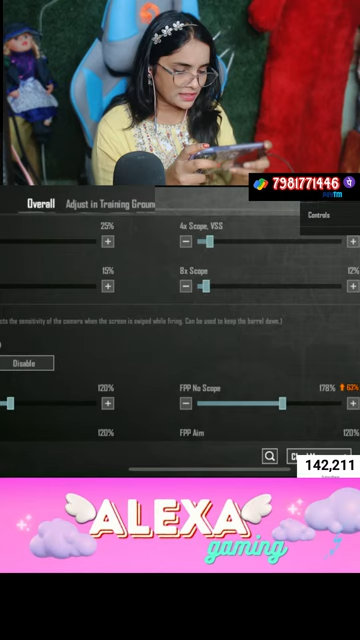 7981771446
Paytm
Overall Adjust in Training Groun
Controls
25% 4x Scope, VSS
15% 8x Scope 12%
cts the sensitivity of the camera when the screen is swiped while firing. Can be used to keep the barrel down.)
Disable
120% FPP No Scope 178% 63%
120% FPP Aim 120%
142,211
ALEXA
gaming